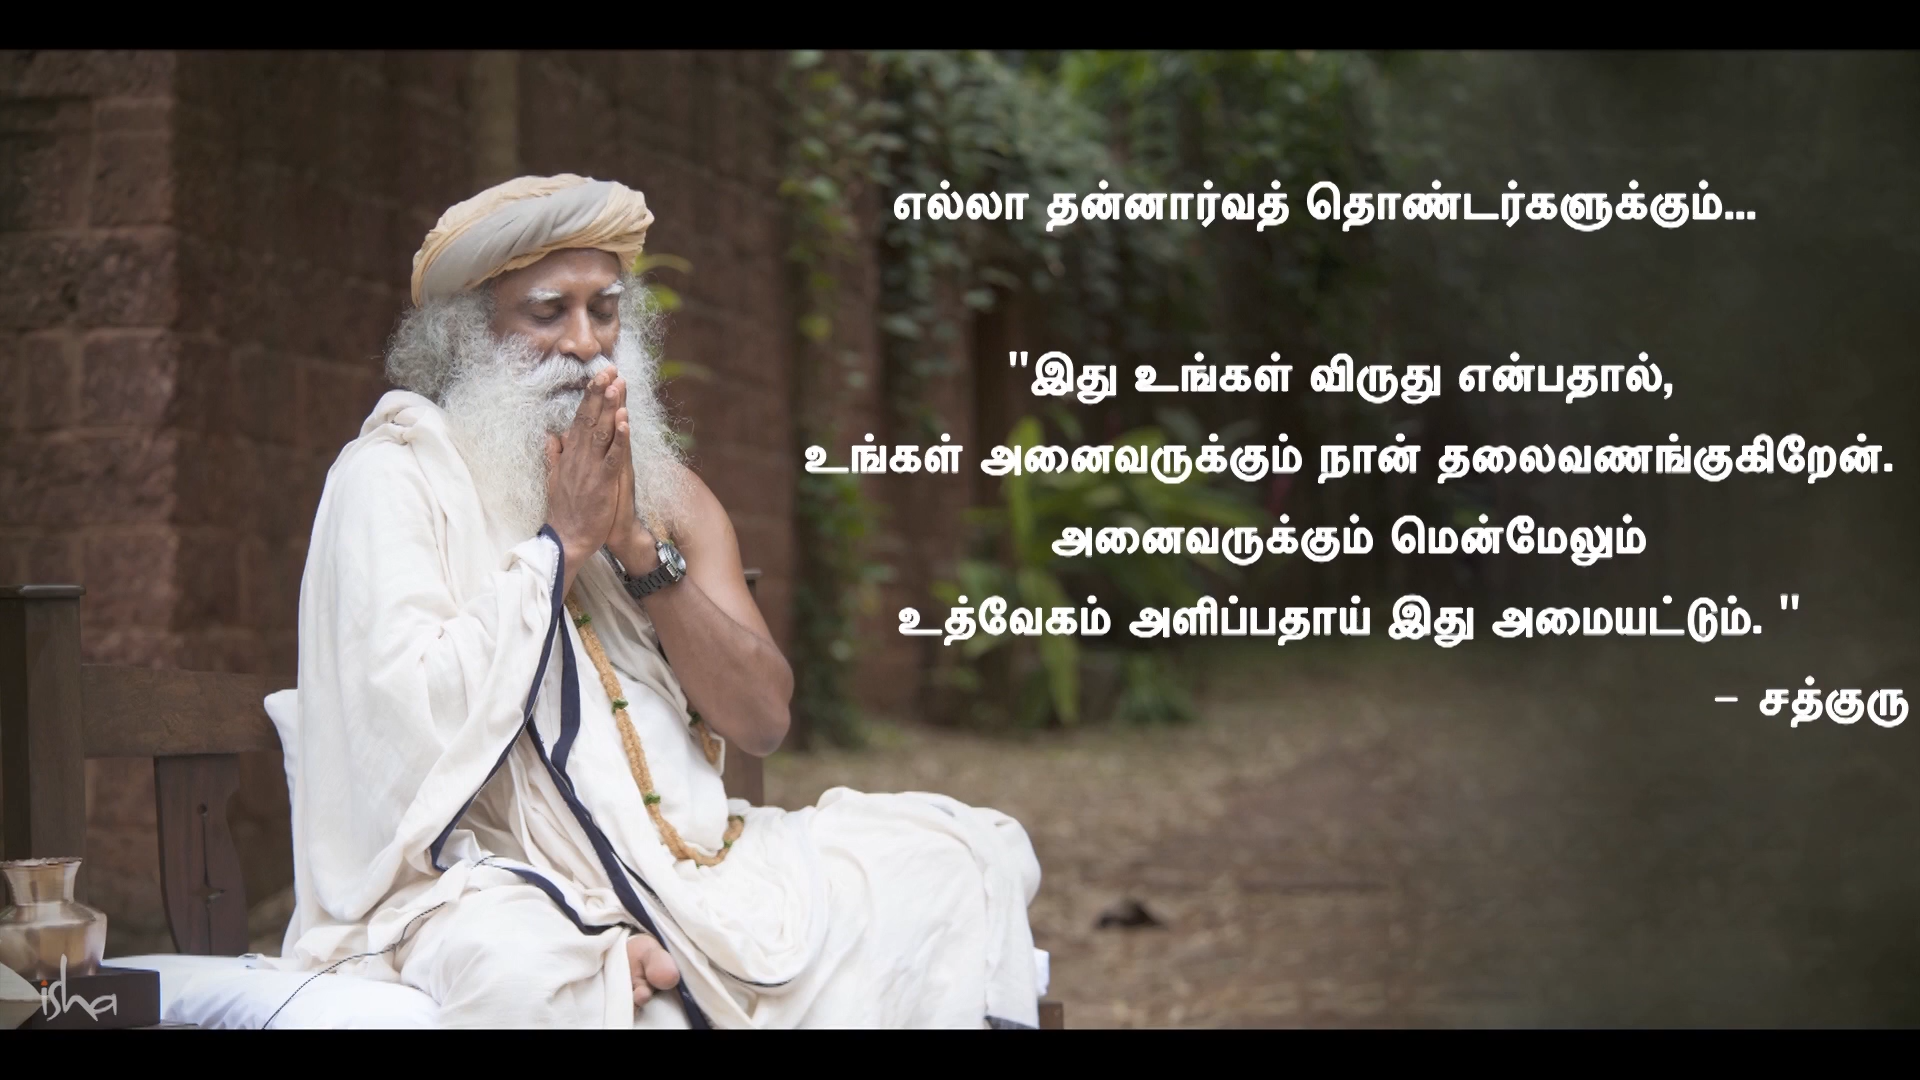 எல்லா தன்னார்வத் தொண்டர்களுக்கும்...
"இது உங்கள் விருது என்பதால்,
உங்கள் அனைவருக்கும் நான் தலைவணங்குகிறேன்.
அனைவருக்கும் மென்மேலும்
உத்வேகம் அளிப்பதாய் இது அமையட்டும். "
- சத்குரு
isha